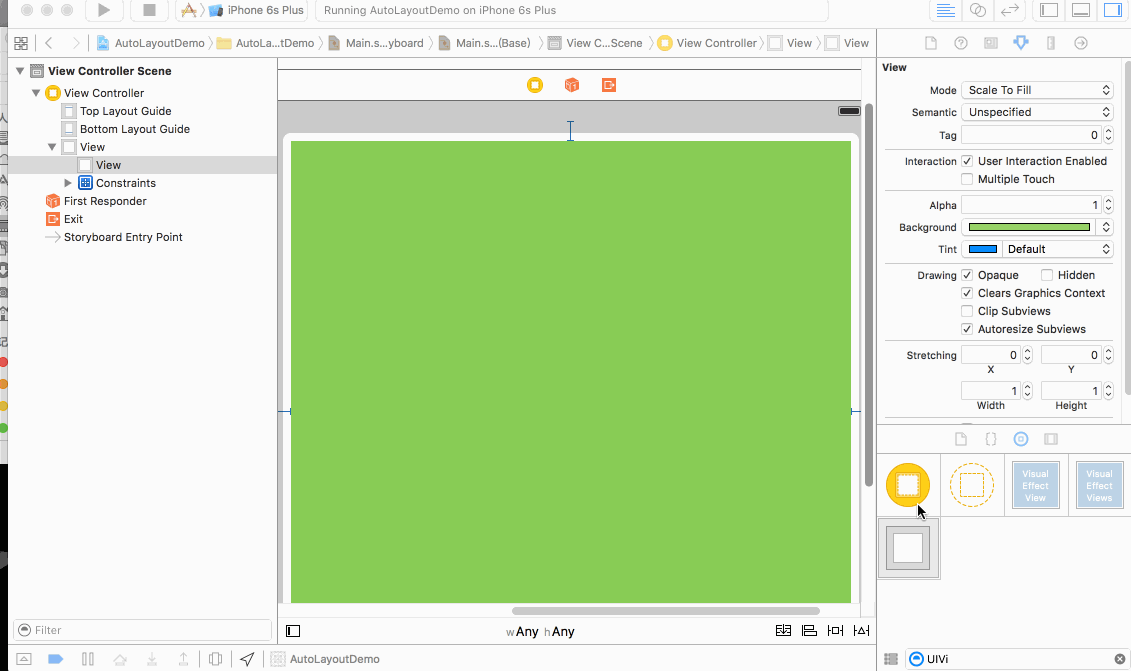 iPhone 6s Plus
Running AutoLayoutDemo on iPhone 6s Plus
AutoLayoutDemo
AutoLa...tDemo
Main.s...yboard
Main.s...(Base)
View C...Scene
View Controller
View
View
View Controller Scene
View Controller
Top Layout Guide
Bottom Layout Guide
View
View
Constraints
First Responder
Exit
Storyboard Entry Point
Filter
wAny hAny
AutoLayoutDemo
View
Mode Scale To Fill
Semantic Unspecified
Tag 0
Interaction User Interaction Enabled
Multiple Touch
Alpha 1
Background
Tint Default
Drawing Opaque Hidden
Clears Graphics Context
Clip Subviews
Autoresize Subviews
Stretching 0 0
X Y
1 1
Width Height
Visual Effect View
Visual Effect Views
UIVi